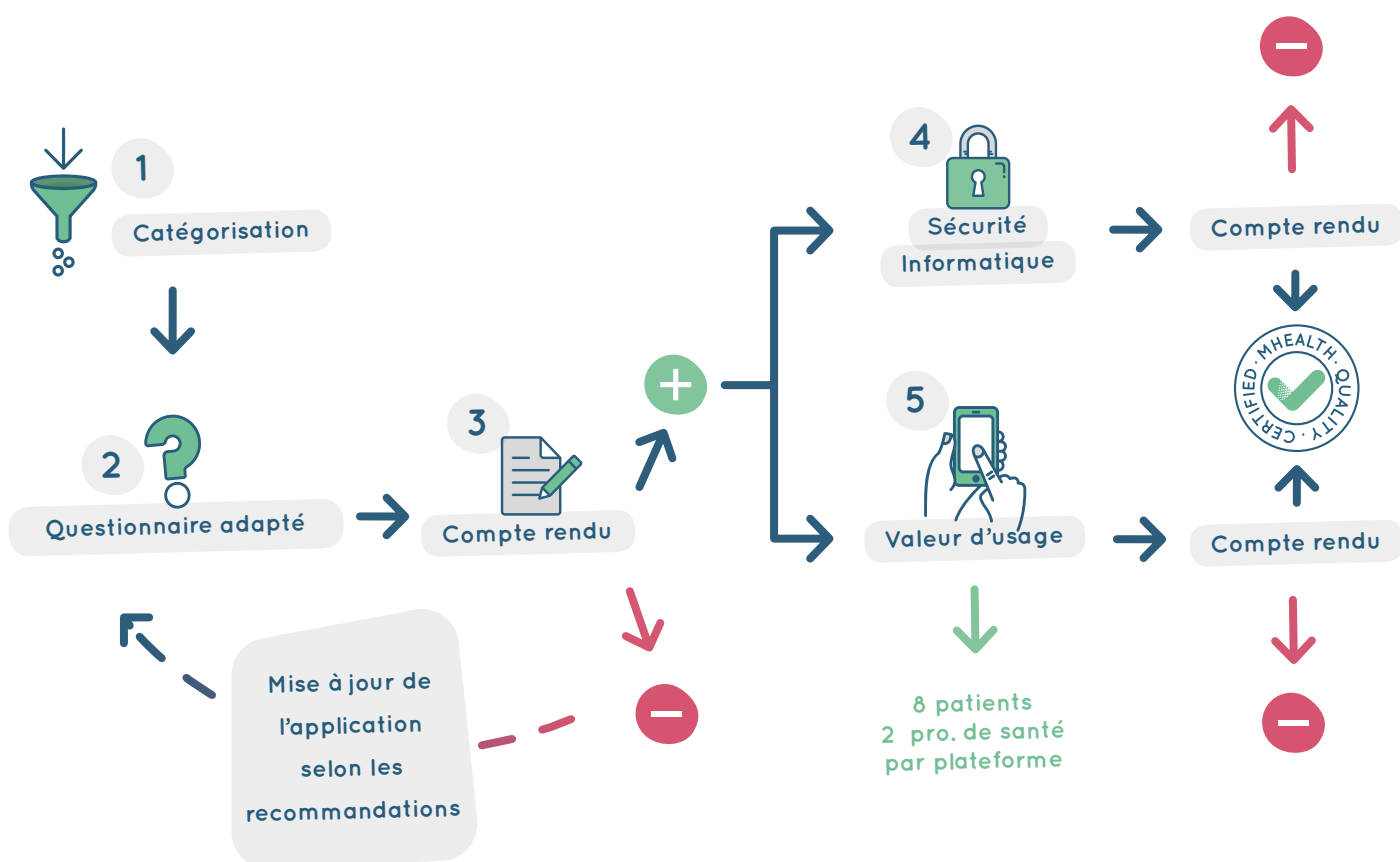 1
Catégorisation
2
Questionnaire adapté
3
Compte rendu
Mise à jour de
l'application
selon les
recommandations
4
Sécurité
Informatique
Compte rendu
CERTIFIED · MHEALTH · QUALITY ·
5
Valeur d'usage
Compte rendu
8 patients
2 pro. de santé
par plateforme